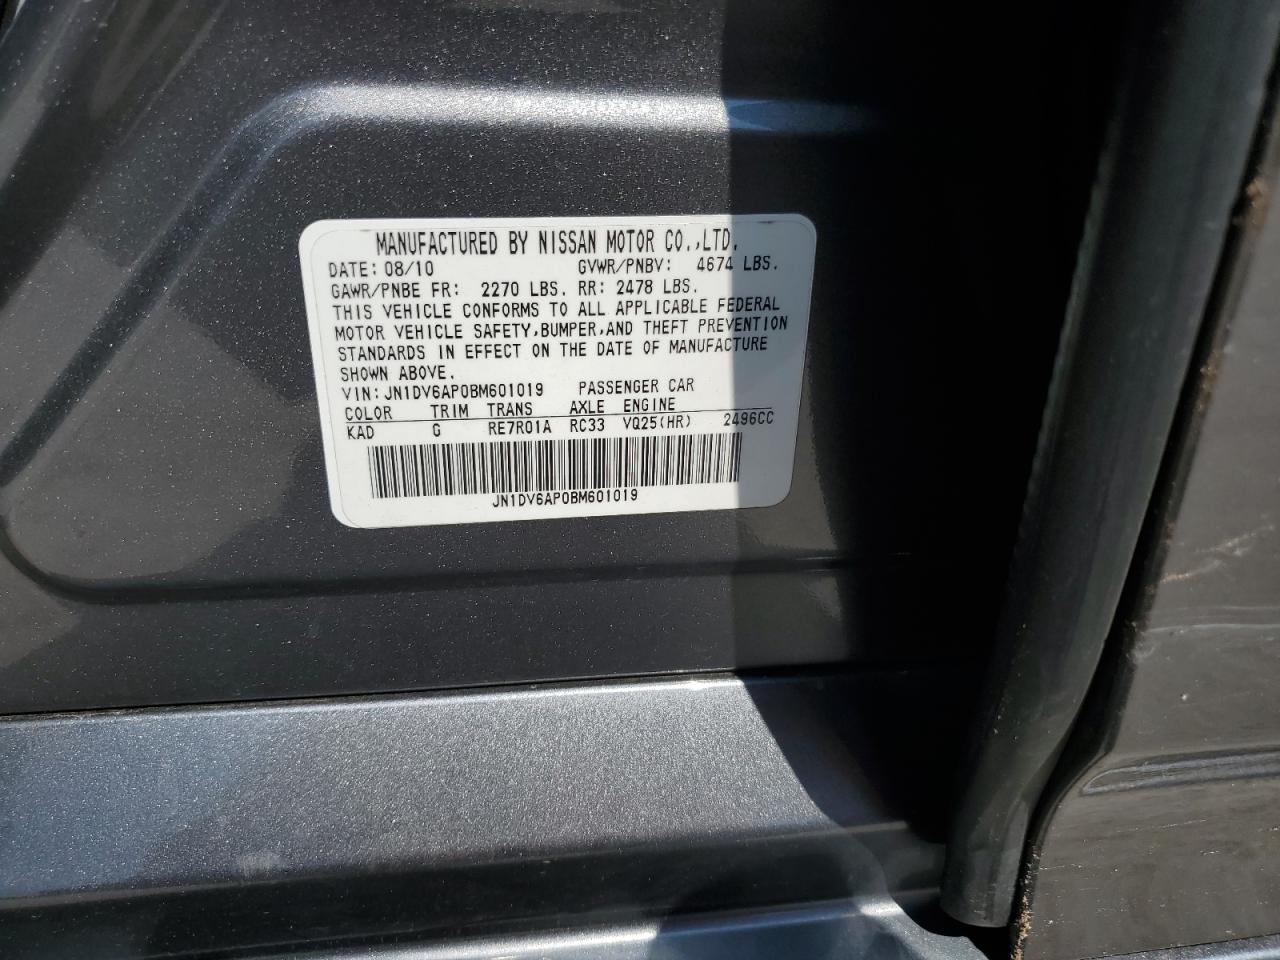 MANUFACTURED BY NISSAN MOTOR CO.,LTD.
DATE: 08/10 GVWR/PNBV: 4674 LBS.
GAWR/PNBE FR: 2270 LBS. RR: 2478 LBS.
THIS VEHICLE CONFORMS TO ALL APPLICABLE FEDERAL
MOTOR VEHICLE SAFETY,BUMPER,AND THEFT PREVENTION
STANDARDS IN EFFECT ON THE DATE OF MANUFACTURE
SHOWN ABOVE.
VIN:JN1DV6AP0BM601019 PASSENGER CAR
COLOR TRIM TRANS AXLE ENGINE
KAD G RE7R01A RC33 VQ25(HR) 2496CC
JN1DV6AP0BM601019